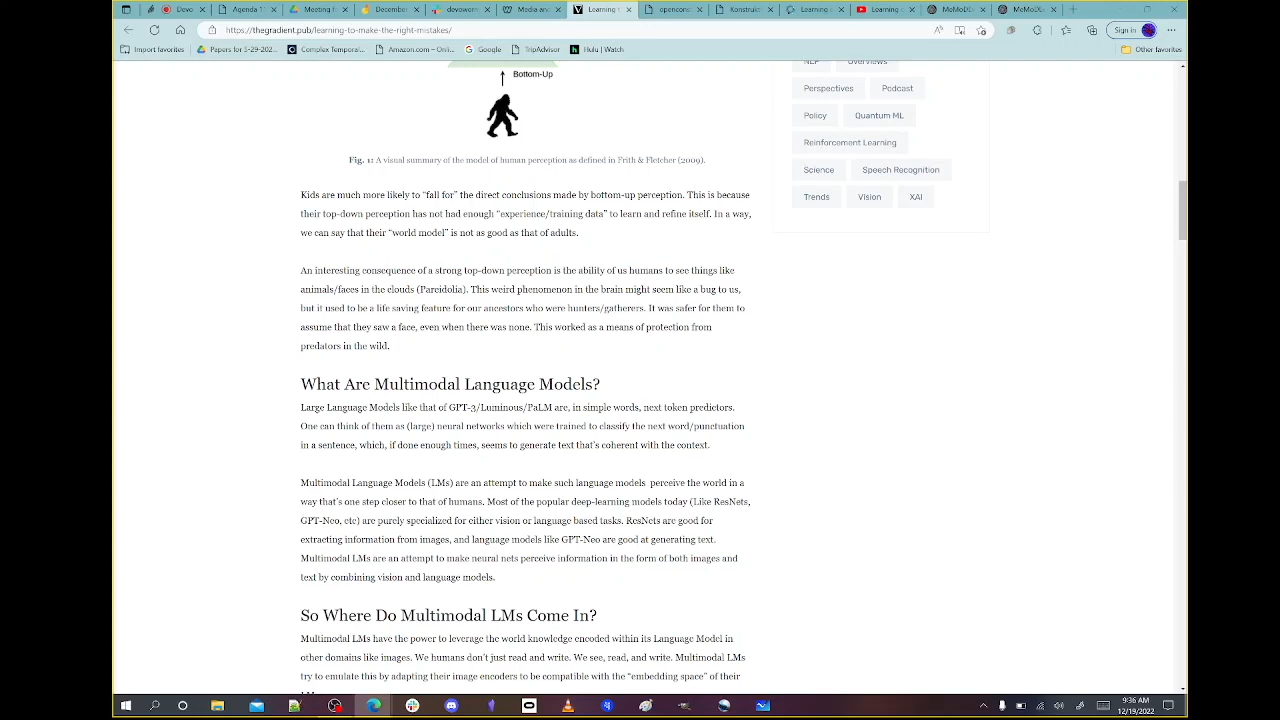 Devo
Agenda 1
Meeting f
December
devoworm
Media and
Learning t
openconc
Konstrukt
Learning c
Learning c
MeMoDEv
MeMoDEv
https://thegradient.pub/learning-to-make-the-right-mistakes/
Sign in
Import favorites
Papers for 5-29-202...
Complex Temporal...
Amazon.com – Onli...
Google
TripAdvisor
Hulu | Watch
Other favorites
Bottom-Up
Fig. 1: A visual summary of the model of human perception as defined in Frith & Fletcher (2009).
Kids are much more likely to “fall for” the direct conclusions made by bottom-up perception. This is because
their top-down perception has not had enough “experience/training data” to learn and refine itself. In a way,
we can say that their “world model” is not as good as that of adults.
An interesting consequence of a strong top-down perception is the ability of us humans to see things like
animals/faces in the clouds (Pareidolia). This weird phenomenon in the brain might seem like a bug to us,
but it used to be a life saving feature for our ancestors who were hunters/gatherers. It was safer for them to
assume that they saw a face, even when there was none. This worked as a means of protection from
predators in the wild.
What Are Multimodal Language Models?
Large Language Models like that of GPT-3/Luminous/PaLM are, in simple words, next token predictors.
One can think of them as (large) neural networks which were trained to classify the next word/punctuation
in a sentence, which, if done enough times, seems to generate text that’s coherent with the context.
Multimodal Language Models (LMs) are an attempt to make such language models perceive the world in a
way that’s one step closer to that of humans. Most of the popular deep-learning models today (Like ResNets,
GPT-Neo, etc) are purely specialized for either vision or language based tasks. ResNets are good for
extracting information from images, and language models like GPT-Neo are good at generating text.
Multimodal LMs are an attempt to make neural nets perceive information in the form of both images and
text by combining vision and language models.
So Where Do Multimodal LMs Come In?
Multimodal LMs have the power to leverage the world knowledge encoded within its Language Model in
other domains like images. We humans don’t just read and write. We see, read, and write. Multimodal LMs
try to emulate this by adapting their image encoders to be compatible with the “embedding space” of their
NLP
Overviews
Perspectives
Podcast
Policy
Quantum ML
Reinforcement Learning
Science
Speech Recognition
Trends
Vision
XAI
9:36 AM
12/19/2022